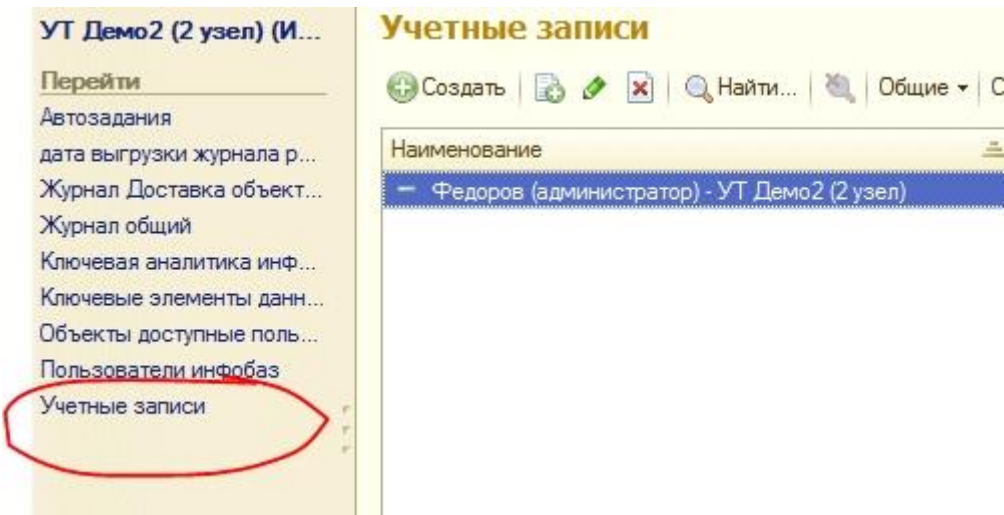 УТ Демо2 (2 узел) (И...
Перейти
Автозадания
дата выгрузки журнала р...
Журнал Доставка объект...
Журнал общий
Ключевая аналитика инф...
Ключевые элементы данн...
Объекты доступные поль...
Пользователи инфобаз
Учетные записи
Учетные записи
Создать Найти... Общие
Наименование
Федоров (администратор) - УТ Демо2 (2 узел)